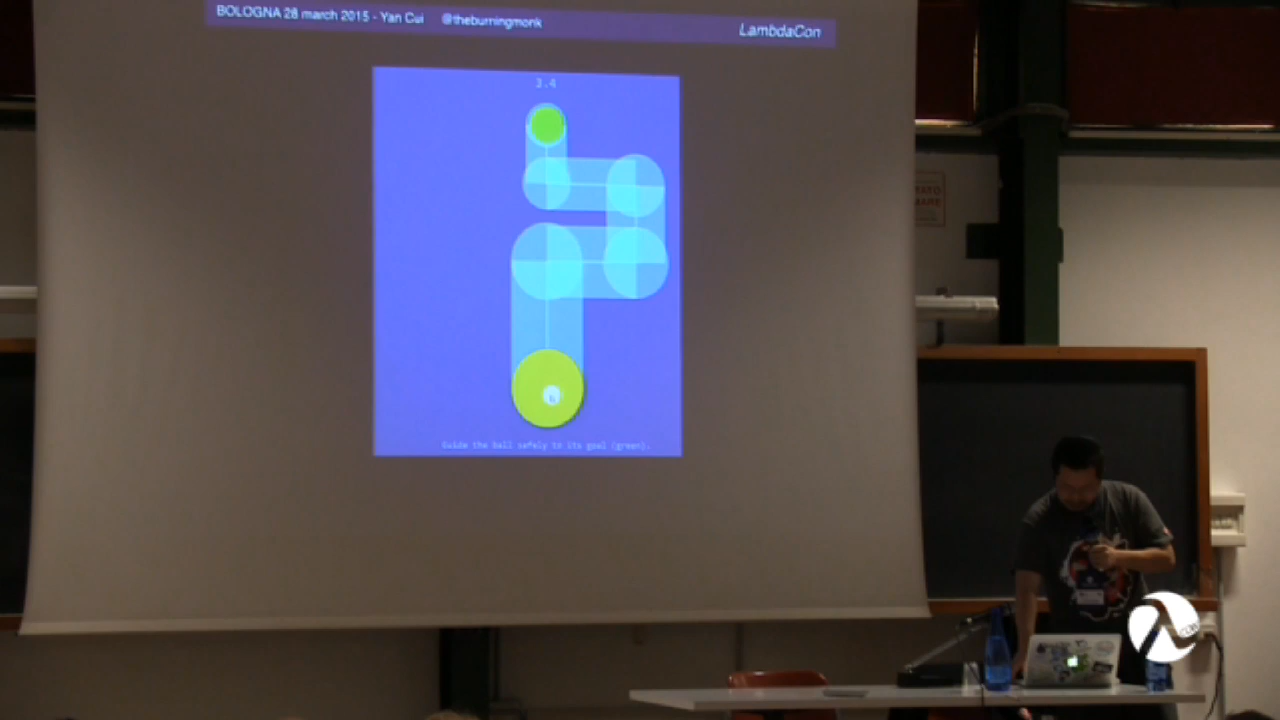 BOLOGNA 28 march 2015 - Yan Cui @theburningmonk
LambdaCon
3.4
Guide the ball safely to its goal (green).